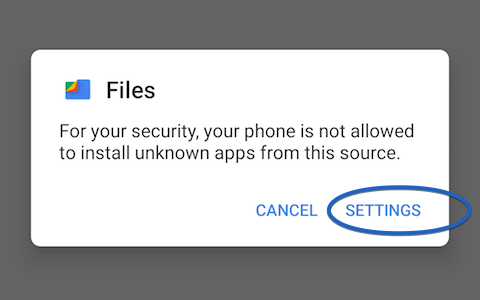 Files
For your security, your phone is not allowed
to install unknown apps from this source.
CANCEL SETTINGS